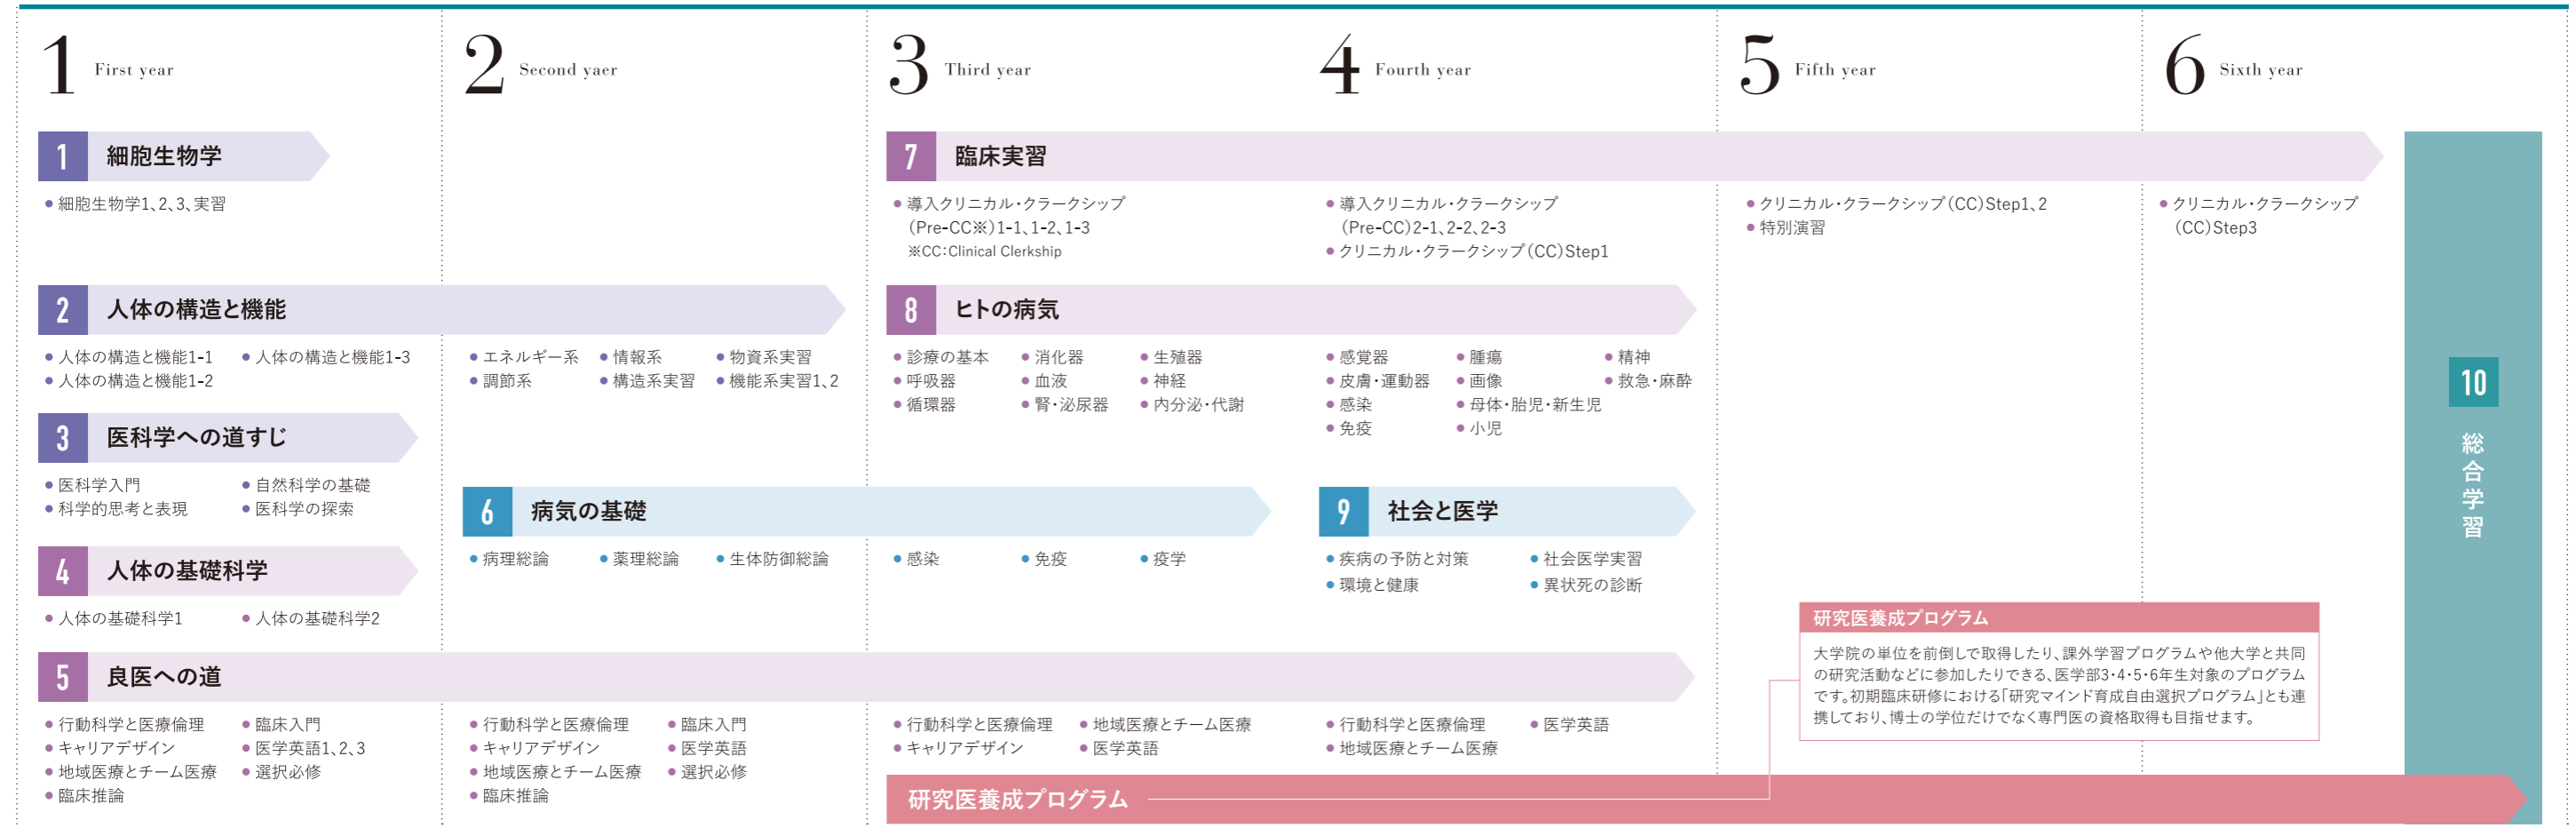 1 First year
2 Second yaer
3 Third year
4 Fourth year
5 Fifth year
6 Sixth year
1 細胞生物学
● 細胞生物学1、2、3、実習
2 人体の構造と機能
● 人体の構造と機能1-1 ● 人体の構造と機能1-3
● 人体の構造と機能1-2
● エネルギー系 ● 情報系 ● 物資系実習
● 調節系 ● 構造系実習 ● 機能系実習1、2
3 医科学への道すじ
● 医科学入門 ● 自然科学の基礎
● 科学的思考と表現 ● 医科学の探索
4 人体の基礎科学
● 人体の基礎科学1 ● 人体の基礎科学2
5 良医への道
● 行動科学と医療倫理 ● 臨床入門
● キャリアデザイン ● 医学英語1、2、3
● 地域医療とチーム医療 ● 選択必修
● 臨床推論
● 行動科学と医療倫理 ● 臨床入門
● キャリアデザイン ● 医学英語
● 地域医療とチーム医療 ● 選択必修
● 臨床推論
● 行動科学と医療倫理 ● 地域医療とチーム医療
● キャリアデザイン ● 医学英語
● 行動科学と医療倫理 ● 医学英語
● 地域医療とチーム医療
6 病気の基礎
● 病理総論 ● 薬理総論 ● 生体防御総論
● 感染 ● 免疫 ● 疫学
7 臨床実習
● 導入クリニカル・クラークシップ
（Pre-CC※）1-1、1-2、1-3
※CC：Clinical Clerkship
● 導入クリニカル・クラークシップ
（Pre-CC）2-1、2-2、2-3
● クリニカル・クラークシップ（CC）Step1
● クリニカル・クラークシップ（CC）Step1、2
● 特別演習
● クリニカル・クラークシップ
（CC）Step3
8 ヒトの病気
● 診療の基本 ● 消化器 ● 生殖器
● 呼吸器 ● 血液 ● 神経
● 循環器 ● 腎・泌尿器 ● 内分泌・代謝
● 感覚器 ● 腫瘍 ● 精神
● 皮膚・運動器 ● 画像 ● 救急・麻酔
● 感染 ● 母体・胎児・新生児
● 免疫 ● 小児
9 社会と医学
● 疾病の予防と対策 ● 社会医学実習
● 環境と健康 ● 異状死の診断
研究医養成プログラム
大学院の単位を前倒しで取得したり、課外学習プログラムや他大学と共同
の研究活動などに参加したりできる、医学部3・4・5・6年生対象のプログラム
です。初期臨床研修における「研究マインド育成自由選択プログラム」とも連
携しており、博士の学位だけでなく専門医の資格取得も目指せます。
研究医養成プログラム
10
総合学習